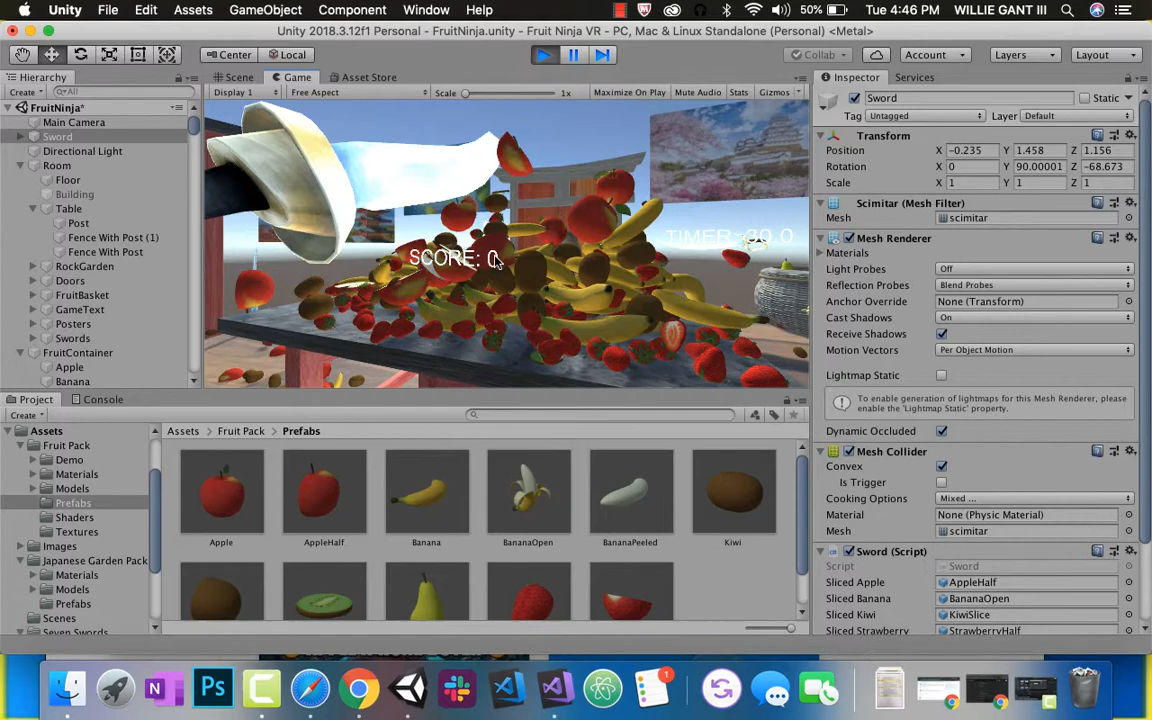 Unity File Edit Assets GameObject Component Window Help 50% Tue 4:46 PM WILLIE GANT III
Unity 2018.3.12f1 Personal - FruitNinja.unity - Fruit Ninja VR - PC, Mac & Linux Standalone (Personal) <Metal>
Center Local Collab Account Layers Layout
Hierarchy
Create All
FruitNinja*
Main Camera
Sword
Directional Light
Room
Floor
Building
Table
Post
Fence With Post (1)
Fence With Post
RockGarden
Doors
FruitBasket
GameText
Posters
Swords
FruitContainer
Apple
Banana
Scene Game Asset Store
Display 1 Free Aspect Scale 1x Maximize On Play Mute Audio Stats Gizmos
TIMER: 30.0
SCORE: 0
Inspector Services
Sword Static
Tag Untagged Layer Default
Transform
Position X -0.235 Y 1.458 Z 1.156
Rotation X 0 Y 90.00001 Z -68.673
Scale X 1 Y 1 Z 1
Scimitar (Mesh Filter)
Mesh scimitar
Mesh Renderer
Materials
Light Probes Off
Reflection Probes Blend Probes
Anchor Override None (Transform)
Cast Shadows On
Receive Shadows
Motion Vectors Per Object Motion
Lightmap Static
To enable generation of lightmaps for this Mesh Renderer, please
enable the 'Lightmap Static' property.
Dynamic Occluded
Mesh Collider
Convex
Is Trigger
Cooking Options Mixed ...
Material None (Physic Material)
Mesh scimitar
Sword (Script)
Script Sword
Sliced Apple AppleHalf
Sliced Banana BananaOpen
Sliced Kiwi KiwiSlice
Sliced Strawberry StrawberryHalf
Project Console
Create
Assets
Fruit Pack
Demo
Materials
Models
Prefabs
Shaders
Textures
Images
Japanese Garden Pack
Materials
Models
Prefabs
Scenes
Seven Swords
Assets Fruit Pack Prefabs
Apple AppleHalf Banana BananaOpen BananaPeeled Kiwi
N Ps 1